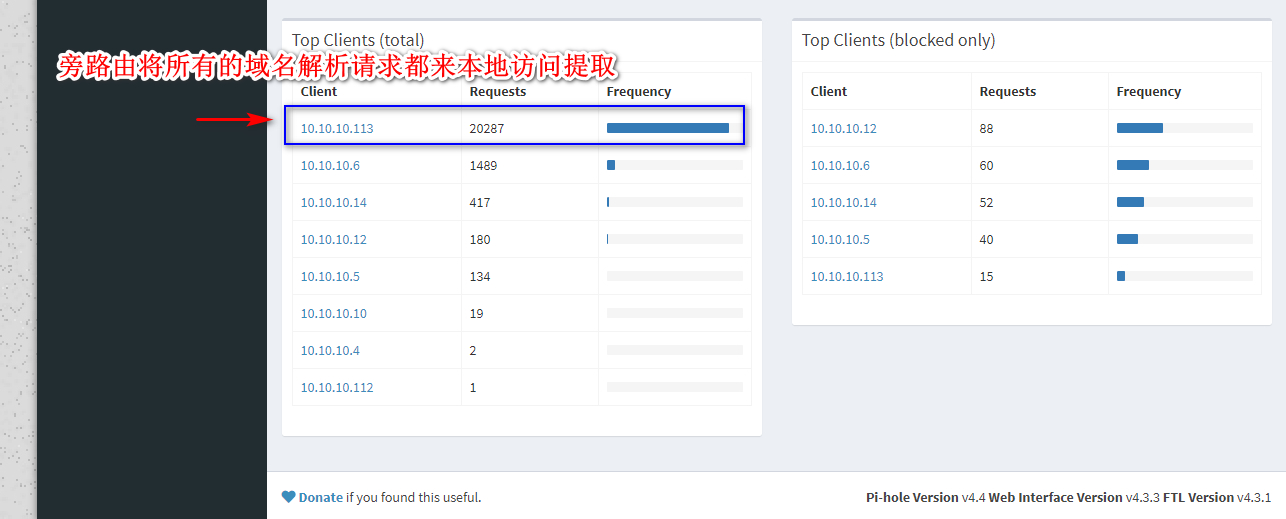 Top Clients (total)
旁路由将所有的域名解析请求都来本地访问提取
Client Requests Frequency
10.10.10.113 20287
10.10.10.6 1489
10.10.10.14 417
10.10.10.12 180
10.10.10.5 134
10.10.10.10 19
10.10.10.4 2
10.10.10.112 1
Top Clients (blocked only)
Client Requests Frequency
10.10.10.12 88
10.10.10.6 60
10.10.10.14 52
10.10.10.5 40
10.10.10.113 15
Donate if you found this useful.
Pi-hole Version v4.4 Web Interface Version v4.3.3 FTL Version v4.3.1